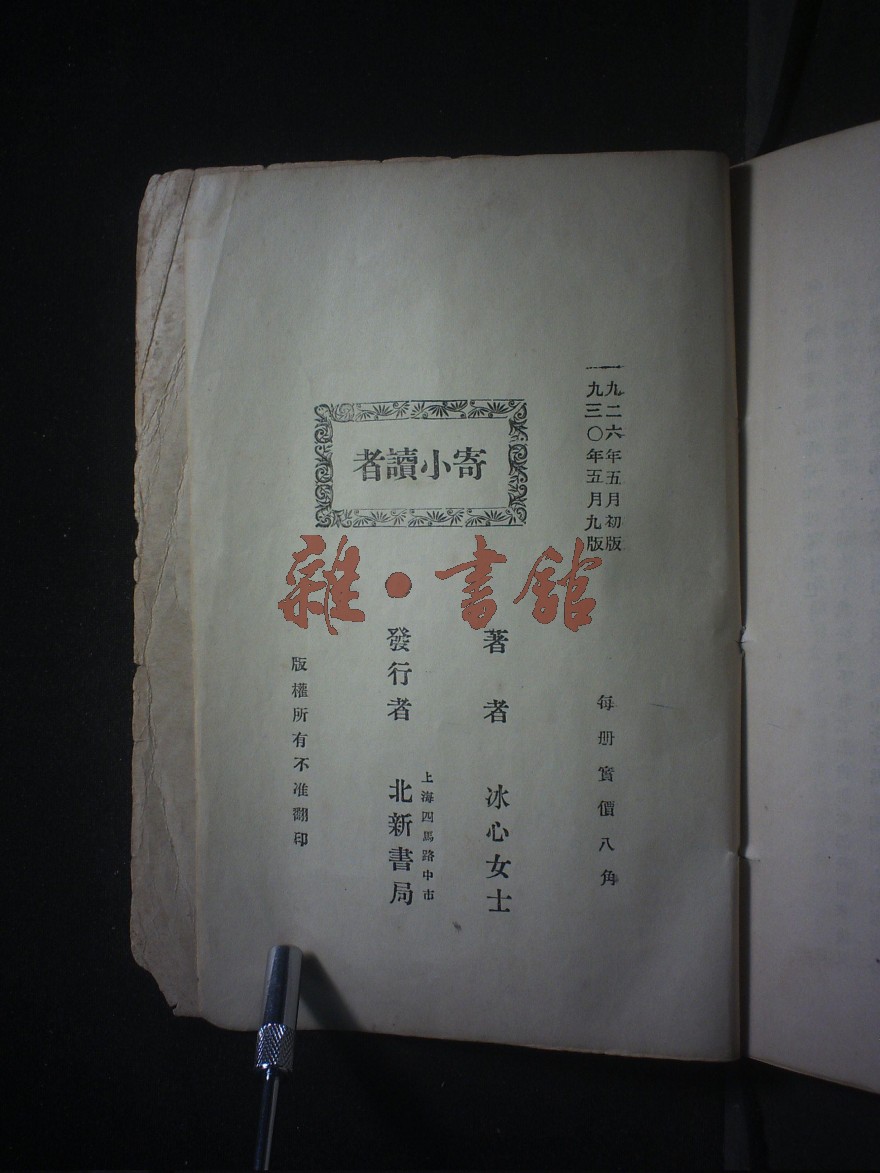 一九二六年五月初版
一九三〇年五月九版
每册實價八角
寄小讀者
著者 冰心女士
發行者 上海四馬路中市 北新書局
版權所有不准翻印
雜·書館